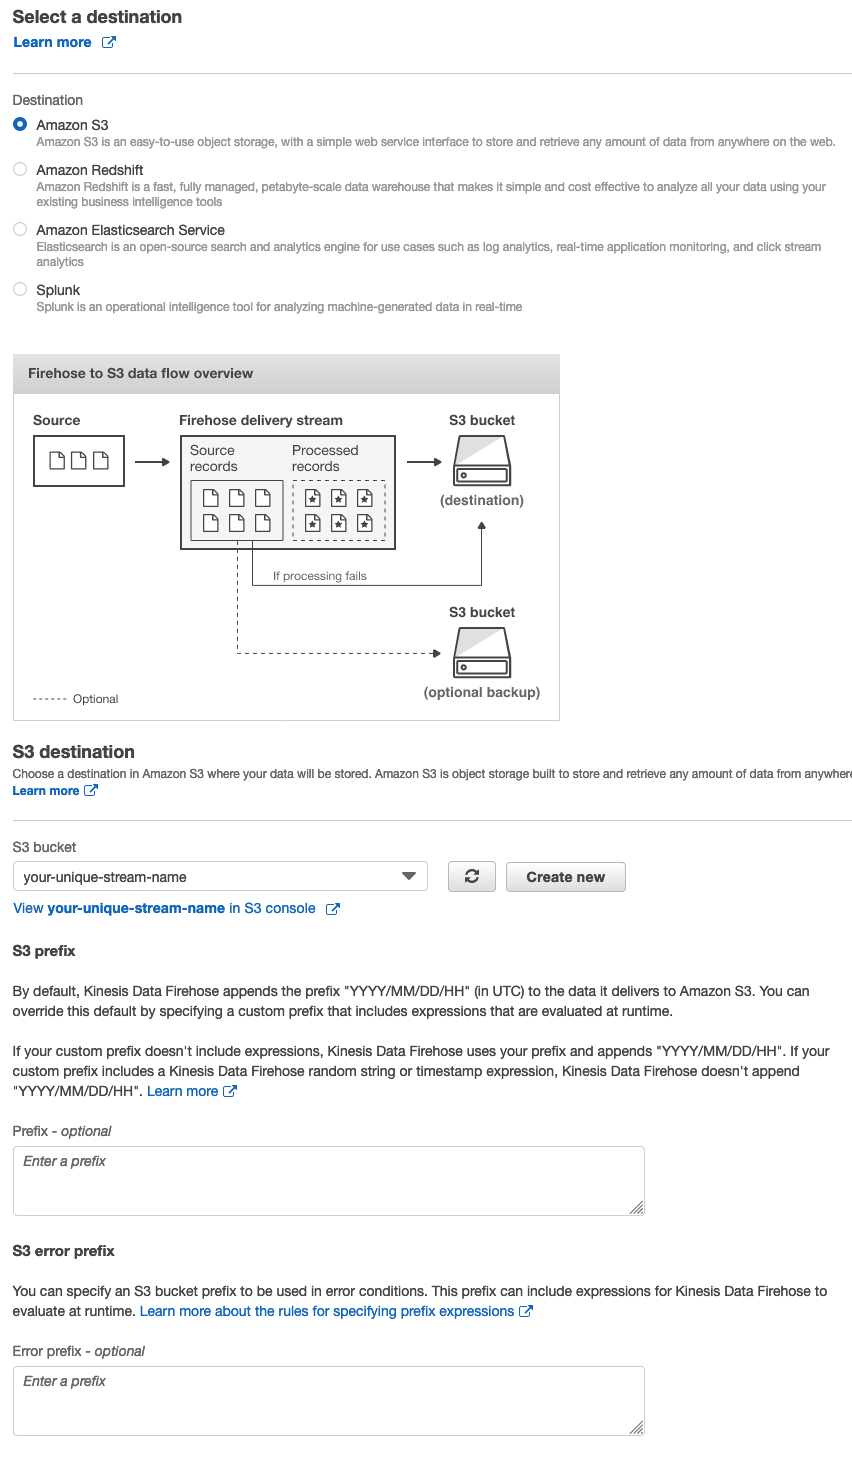 Select a destination
Learn more
Destination
Amazon S3
Amazon S3 is an easy-to-use object storage, with a simple web service interface to store and retrieve any amount of data from anywhere on the web.
Amazon Redshift
Amazon Redshift is a fast, fully managed, petabyte-scale data warehouse that makes it simple and cost effective to analyze all your data using your
existing business intelligence tools
Amazon Elasticsearch Service
Elasticsearch is an open-source search and analytics engine for use cases such as log analytics, real-time application monitoring, and click stream
analytics
Splunk
Splunk is an operational intelligence tool for analyzing machine-generated data in real-time
Firehose to S3 data flow overview
Source
Firehose delivery stream
S3 bucket
Source
records
Processed
records
(destination)
If processing fails
S3 bucket
(optional backup)
Optional
S3 destination
Choose a destination in Amazon S3 where your data will be stored. Amazon S3 is object storage built to store and retrieve any amount of data from anywhere
Learn more
S3 bucket
your-unique-stream-name
Create new
View your-unique-stream-name in S3 console
S3 prefix
By default, Kinesis Data Firehose appends the prefix "YYYY/MM/DD/HH" (in UTC) to the data it delivers to Amazon S3. You can
override this default by specifying a custom prefix that includes expressions that are evaluated at runtime.
If your custom prefix doesn't include expressions, Kinesis Data Firehose uses your prefix and appends "YYYY/MM/DD/HH". If your
custom prefix includes a Kinesis Data Firehose random string or timestamp expression, Kinesis Data Firehose doesn't append
"YYYY/MM/DD/HH". Learn more
Prefix - optional
Enter a prefix
S3 error prefix
You can specify an S3 bucket prefix to be used in error conditions. This prefix can include expressions for Kinesis Data Firehose to
evaluate at runtime. Learn more about the rules for specifying prefix expressions
Error prefix - optional
Enter a prefix